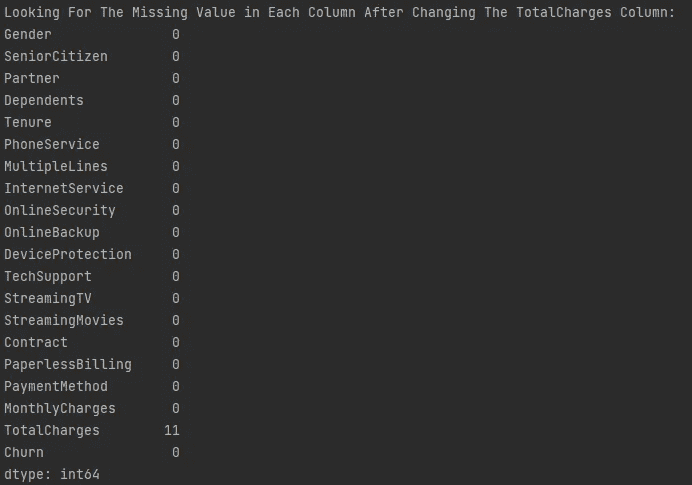 Looking For The Missing Value in Each Column After Changing The TotalCharges Column:
Gender 0
SeniorCitizen 0
Partner 0
Dependents 0
Tenure 0
PhoneService 0
MultipleLines 0
InternetService 0
OnlineSecurity 0
OnlineBackup 0
DeviceProtection 0
TechSupport 0
StreamingTV 0
StreamingMovies 0
Contract 0
PaperlessBilling 0
PaymentMethod 0
MonthlyCharges 0
TotalCharges 11
Churn 0
dtype: int64